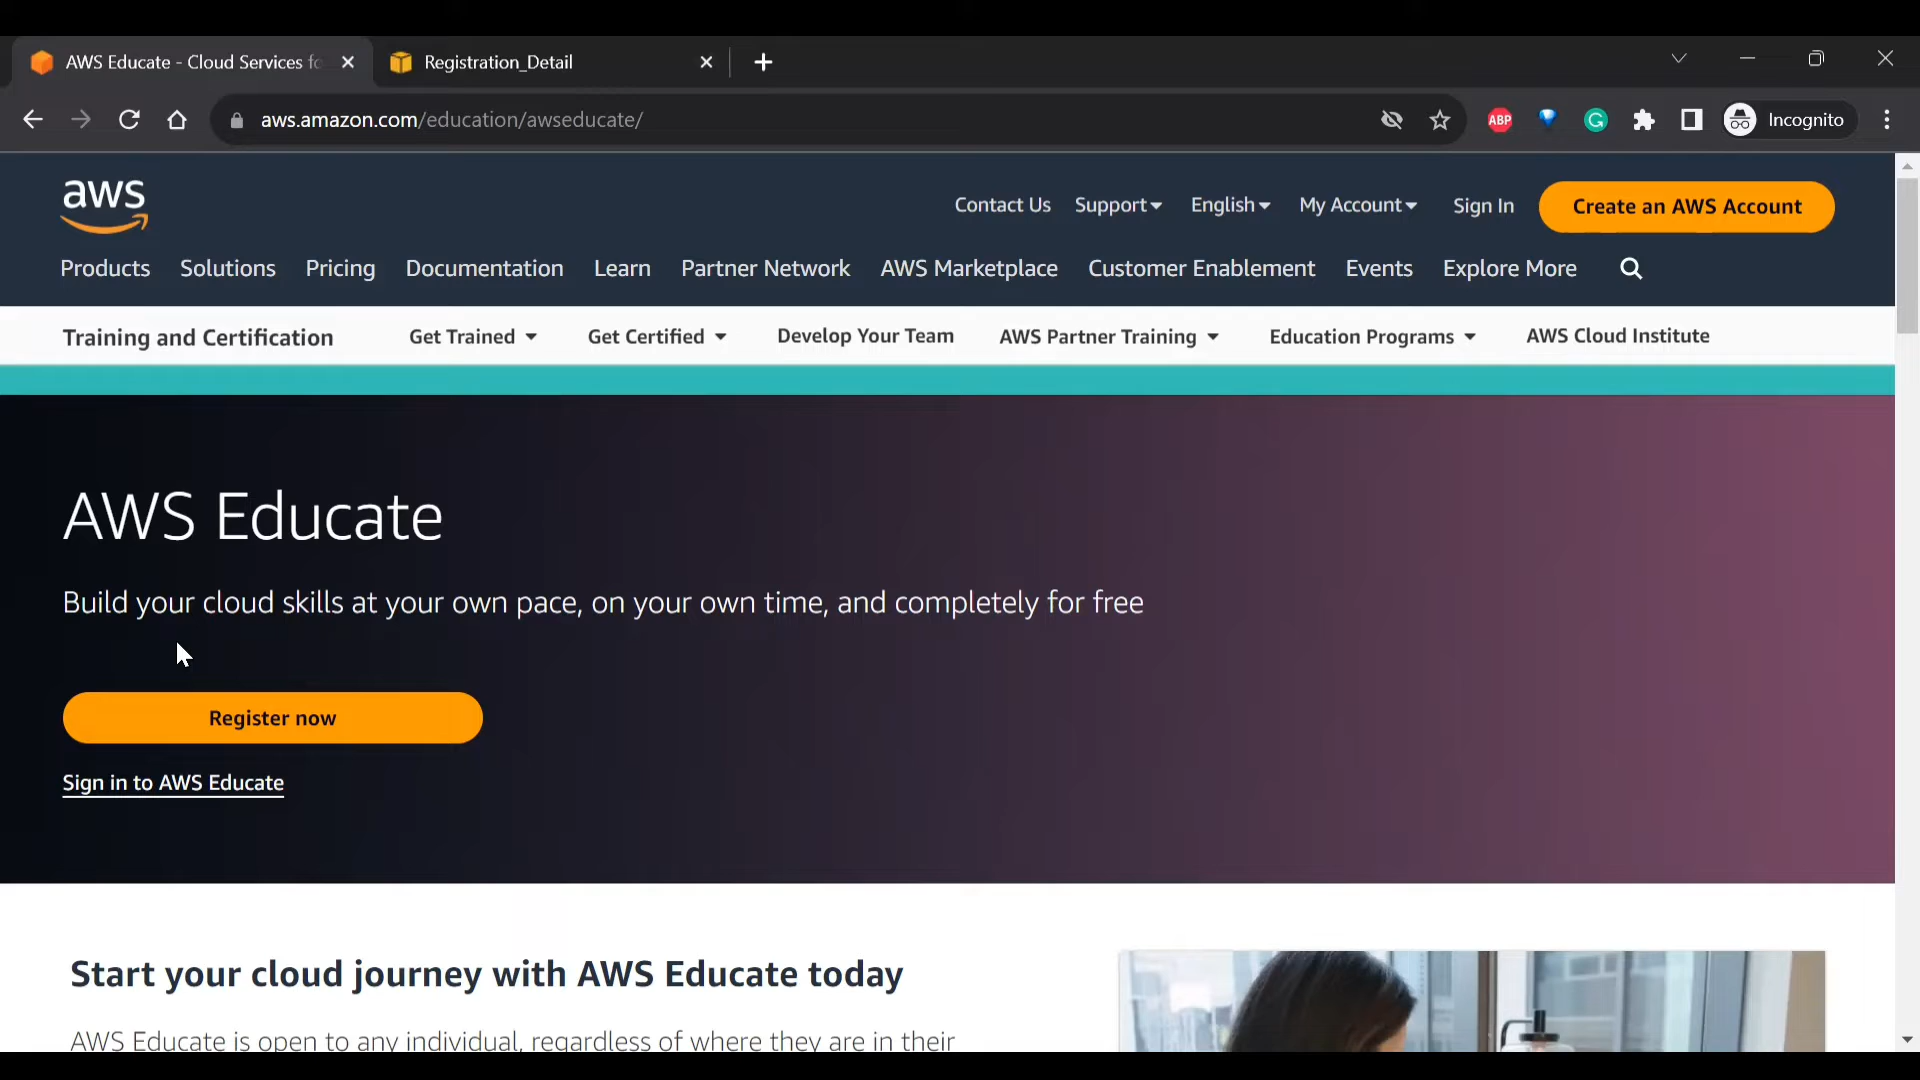 AWS Educate - Cloud Services fo
Registration_Detail
aws.amazon.com/education/awseducate/
ABP
Incognito
aws
Contact Us
Support
English
My Account
Sign In
Create an AWS Account
Products
Solutions
Pricing
Documentation
Learn
Partner Network
AWS Marketplace
Customer Enablement
Events
Explore More
Training and Certification
Get Trained
Get Certified
Develop Your Team
AWS Partner Training
Education Programs
AWS Cloud Institute
AWS Educate
Build your cloud skills at your own pace, on your own time, and completely for free
Register now
Sign in to AWS Educate
Start your cloud journey with AWS Educate today
AWS Educate is open to any individual, regardless of where they are in their